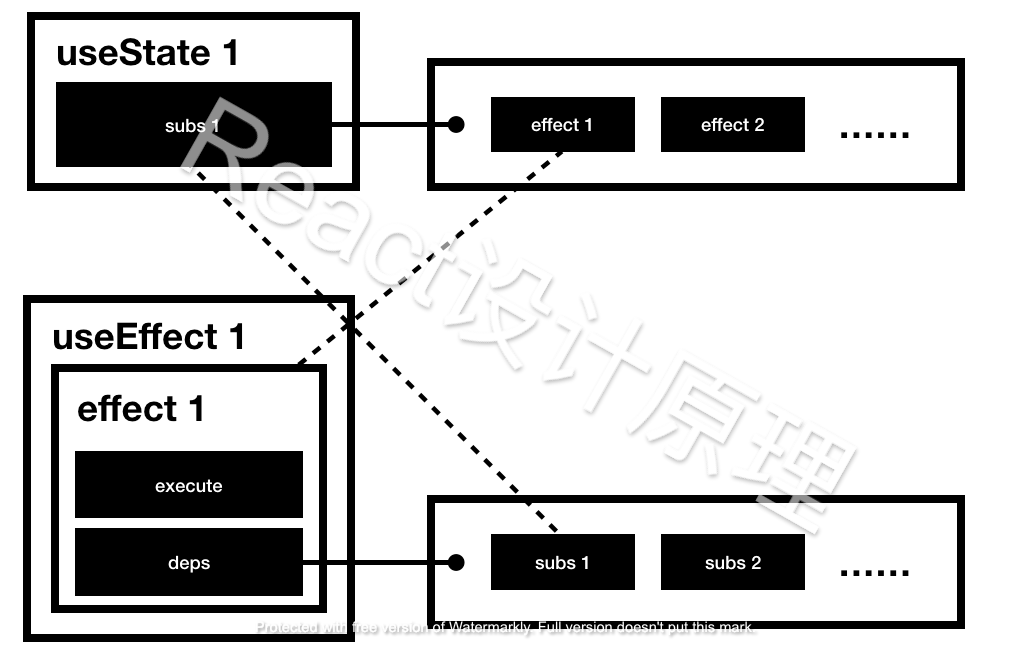 useState 1
subs 1
effect 1
effect 2
......
React设计原理
useEffect 1
effect 1
execute
deps
subs 1
subs 2
......
Protected with free version of Watermarkly. Full version doesn't put this mark.